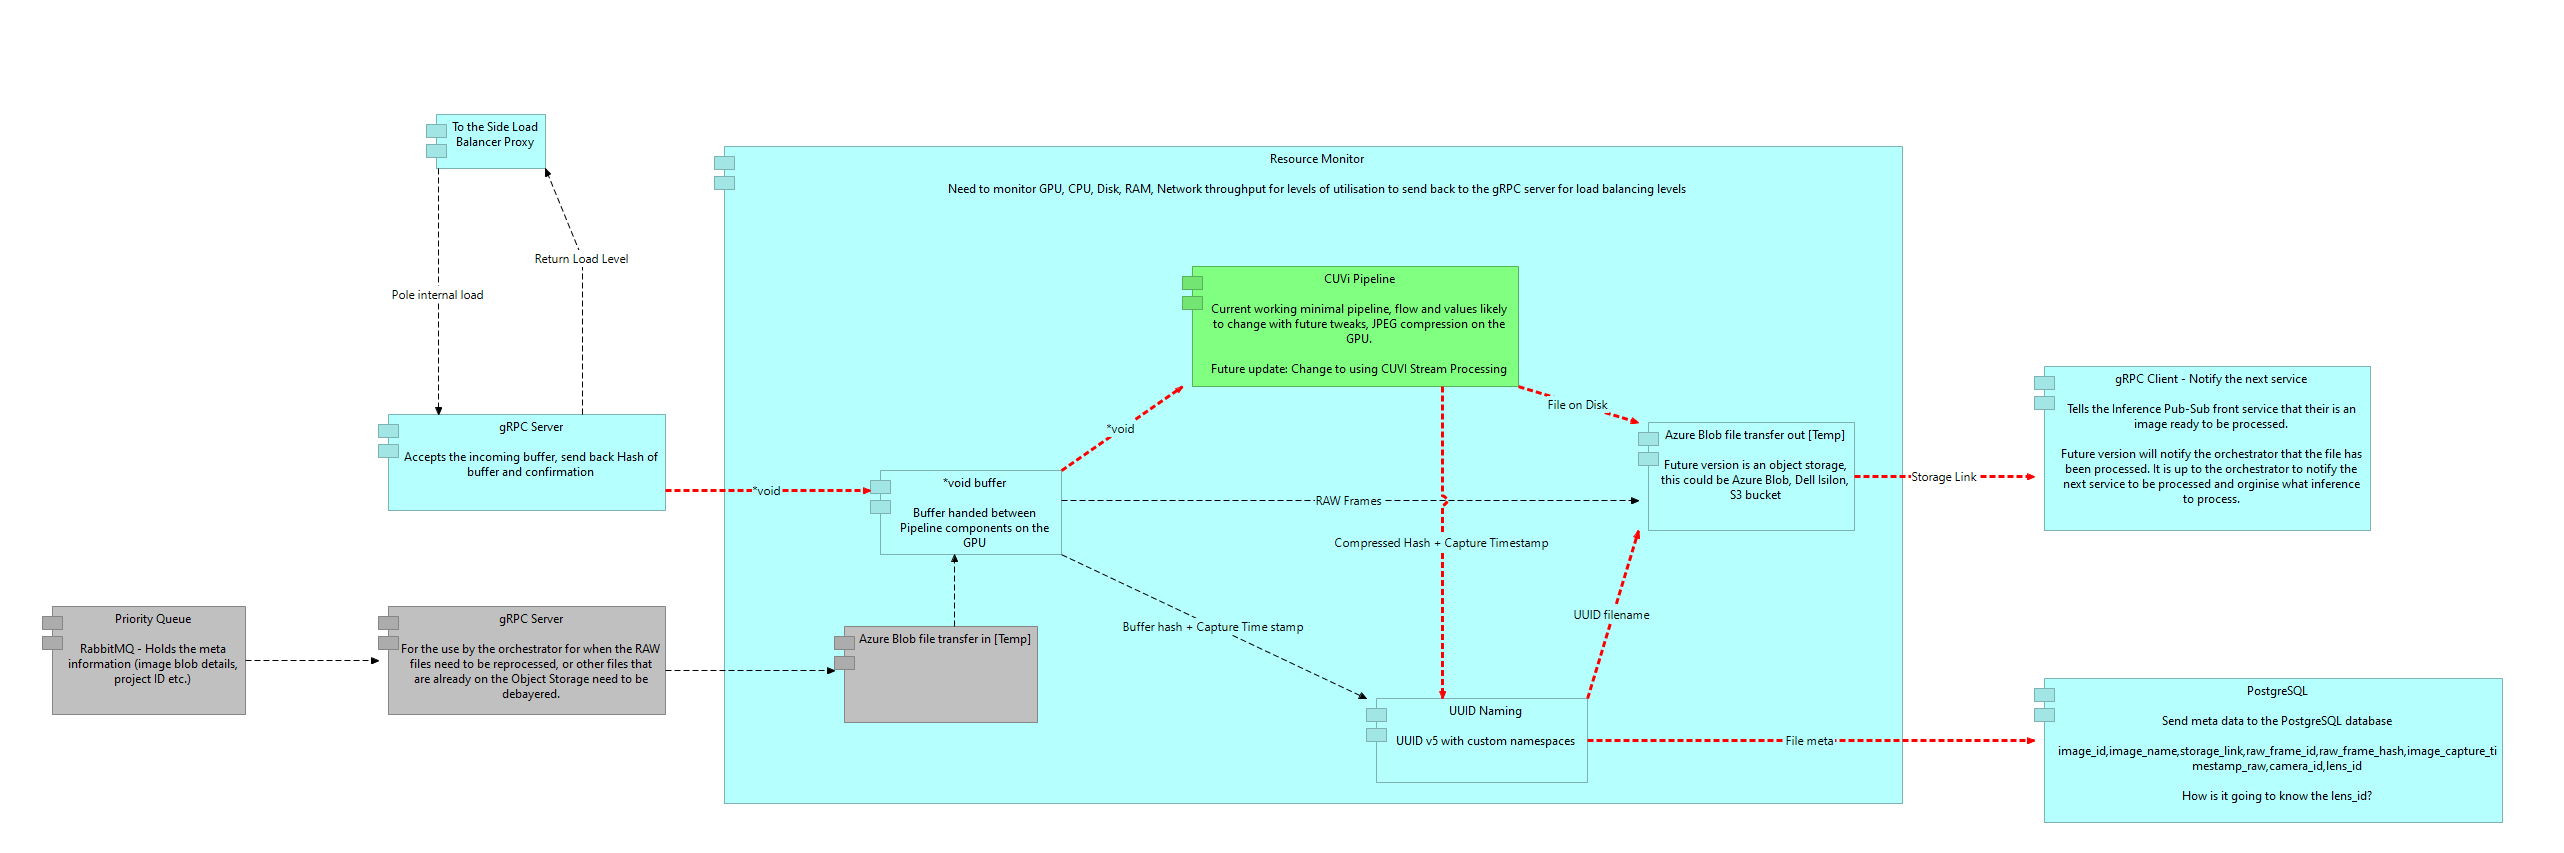 To the Side Load
Balancer Proxy
Return Load Level
Pole internal load
gRPC Server
Accepts the incoming buffer, send back Hash of
buffer and confirmation
*void
Priority Queue
RabbitMQ - Holds the meta
information (image blob details,
project ID etc.)
gRPC Server
For the use by the orchestrator for when the RAW
files need to be reprocessed, or other files that
are already on the Object Storage need to be
debayered.
Resource Monitor
Need to monitor GPU, CPU, Disk, RAM, Network throughput for levels of utilisation to send back to the gRPC server for load balancing levels
CUVi Pipeline
Current working minimal pipeline, flow and values likely
to change with future tweaks, JPEG compression on the
GPU.
Future update: Change to using CUVI Stream Processing
*void
File on Disk
*void buffer
Buffer handed between
Pipeline components on the
GPU
RAW Frames
Compressed Hash + Capture Timestamp
Azure Blob file transfer out [Temp]
Future version is an object storage,
this could be Azure Blob, Dell Isilon,
S3 bucket
Azure Blob file transfer in [Temp]
Buffer hash + Capture Time stamp
UUID filename
UUID Naming
UUID v5 with custom namespaces
Storage Link
File meta
gRPC Client - Notify the next service
Tells the Inference Pub-Sub front service that their is an
image ready to be processed.
Future version will notify the orchestrator that the file has
been processed. It is up to the orchestrator to notify the
next service to be processed and orginise what inference
to process.
PostgreSQL
Send meta data to the PostgreSQL database
image_id,image_name,storage_link,raw_frame_id,raw_frame_hash,image_capture_ti
mestamp_raw,camera_id,lens_id
How is it going to know the lens_id?